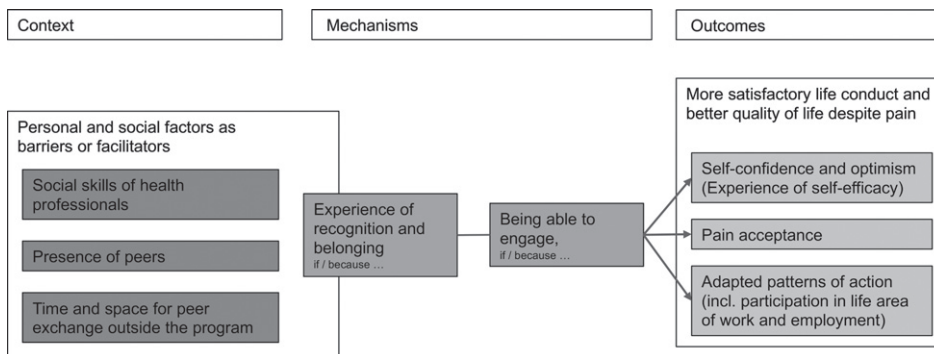 Context
Mechanisms
Outcomes
Personal and social factors as
barriers or facilitators
Social skills of health
professionals
Presence of peers
Time and space for peer
exchange outside the program
Experience of
recognition and
belonging
if / because ...
Being able to
engage,
if / because ...
More satisfactory life conduct and
better quality of life despite pain
Self-confidence and optimism
(Experience of self-efficacy)
Pain acceptance
Adapted patterns of action
(incl. participation in life area
of work and employment)